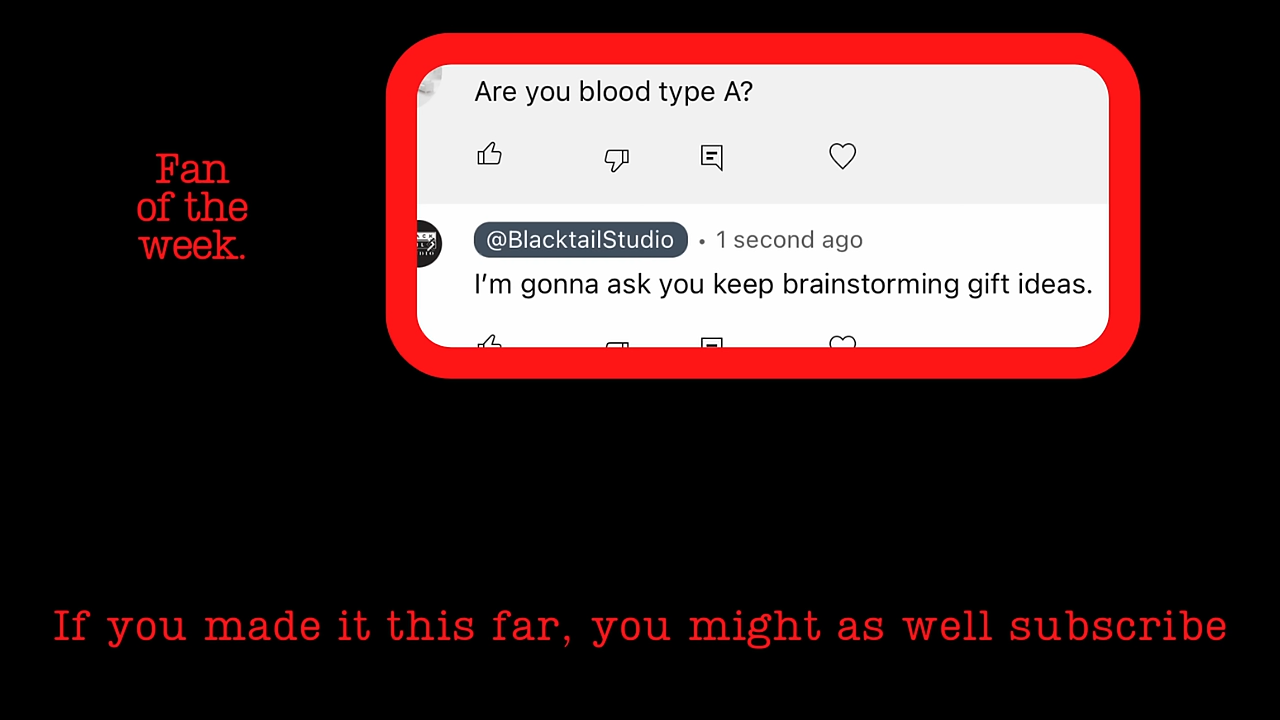 Fan
of the
week.
Are you blood type A?
@BlacktailStudio • 1 second ago
I’m gonna ask you keep brainstorming gift ideas.
If you made it this far, you might as well subscribe